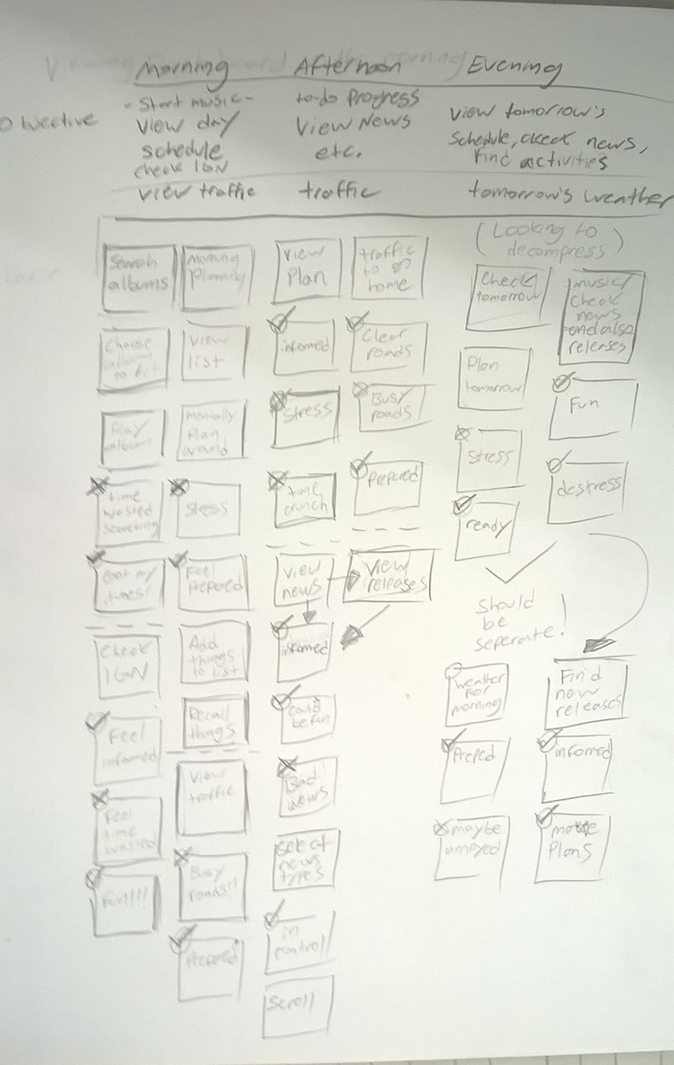 Morning
Afternoon
Evening
Objective
- Start music -
View day
schedule
check IGN
View traffic
to-do Progress
View News
etc.
traffic
View tomorrow's
Schedule, check news,
find activities
tomorrow's weather
Search
albums
Choose
albums
to
Play
albums
time
wasted
searching
Got my
tunes!
Check
IGN
Feel
informed
Feel
time
wasted
Fun!!!
Morning
Planning
View
list
Mentally
Plan
around
Stress
Feel
Prepared
Add
things
to list
Recall
things
View
traffic
Busy
roads!!
Prepared
View
Plan
informed
Stress
time
crunch
View
news
informed
could
be fun
Bad
news
select
news
types
in
control
Scroll
traffic
to go
home
Clear
roads
Busy
roads
Prepared
View
releases
(Looking to
decompress)
Check
tomorrow
Plan
tomorrow
Stress
ready
music/
Check
news
and also
releases
Fun
destress
Should
be
seperate!
weather
for
morning
Preped
maybe
annoyed
Find
new
releases
informed
Plans